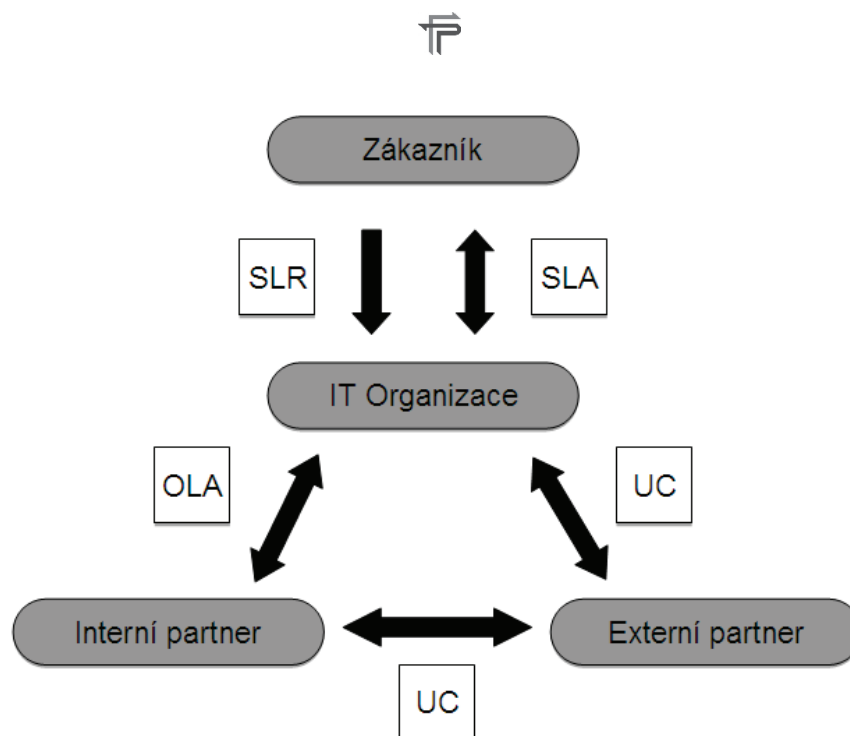 Zákazník
SLR
SLA
IT Organizace
OLA
UC
Interní partner
Externí partner
UC